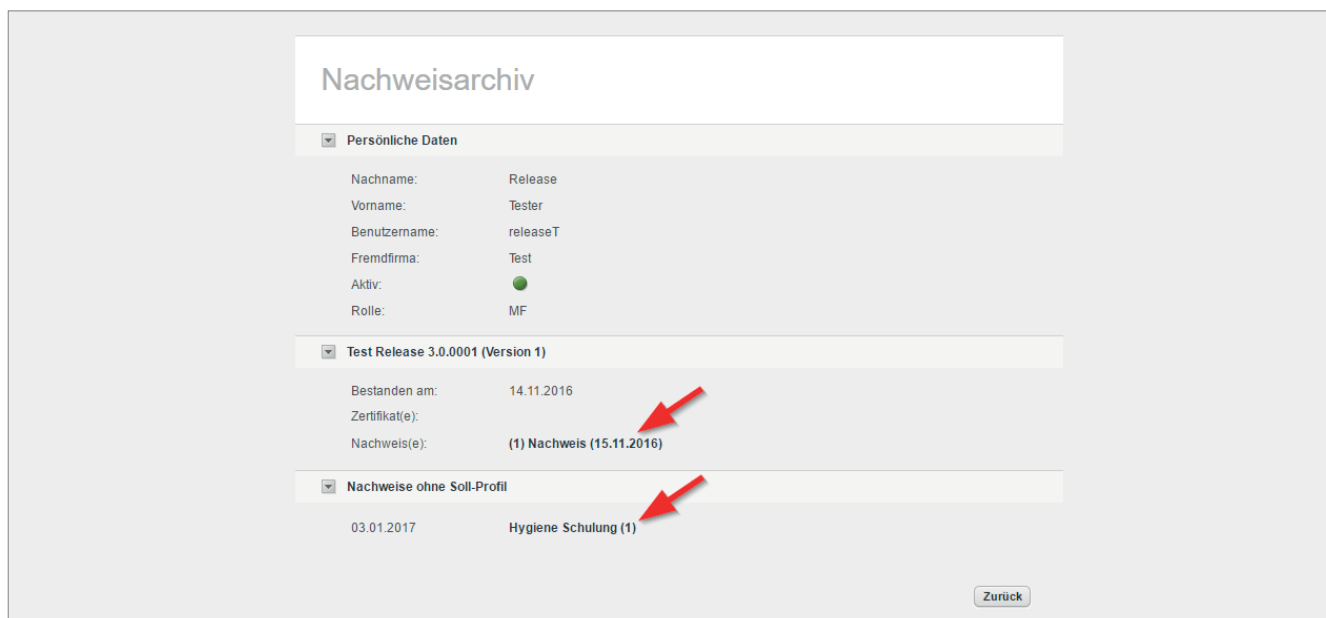 Nachweisarchiv
Persönliche Daten
Nachname: Release
Vorname: Tester
Benutzername: releaseT
Fremdfirma: Test
Aktiv:
Rolle: MF
Test Release 3.0.0001 (Version 1)
Bestanden am: 14.11.2016
Zertifikat(e):
Nachweis(e): (1) Nachweis (15.11.2016)
Nachweise ohne Soll-Profil
03.01.2017 Hygiene Schulung (1)
Zurück